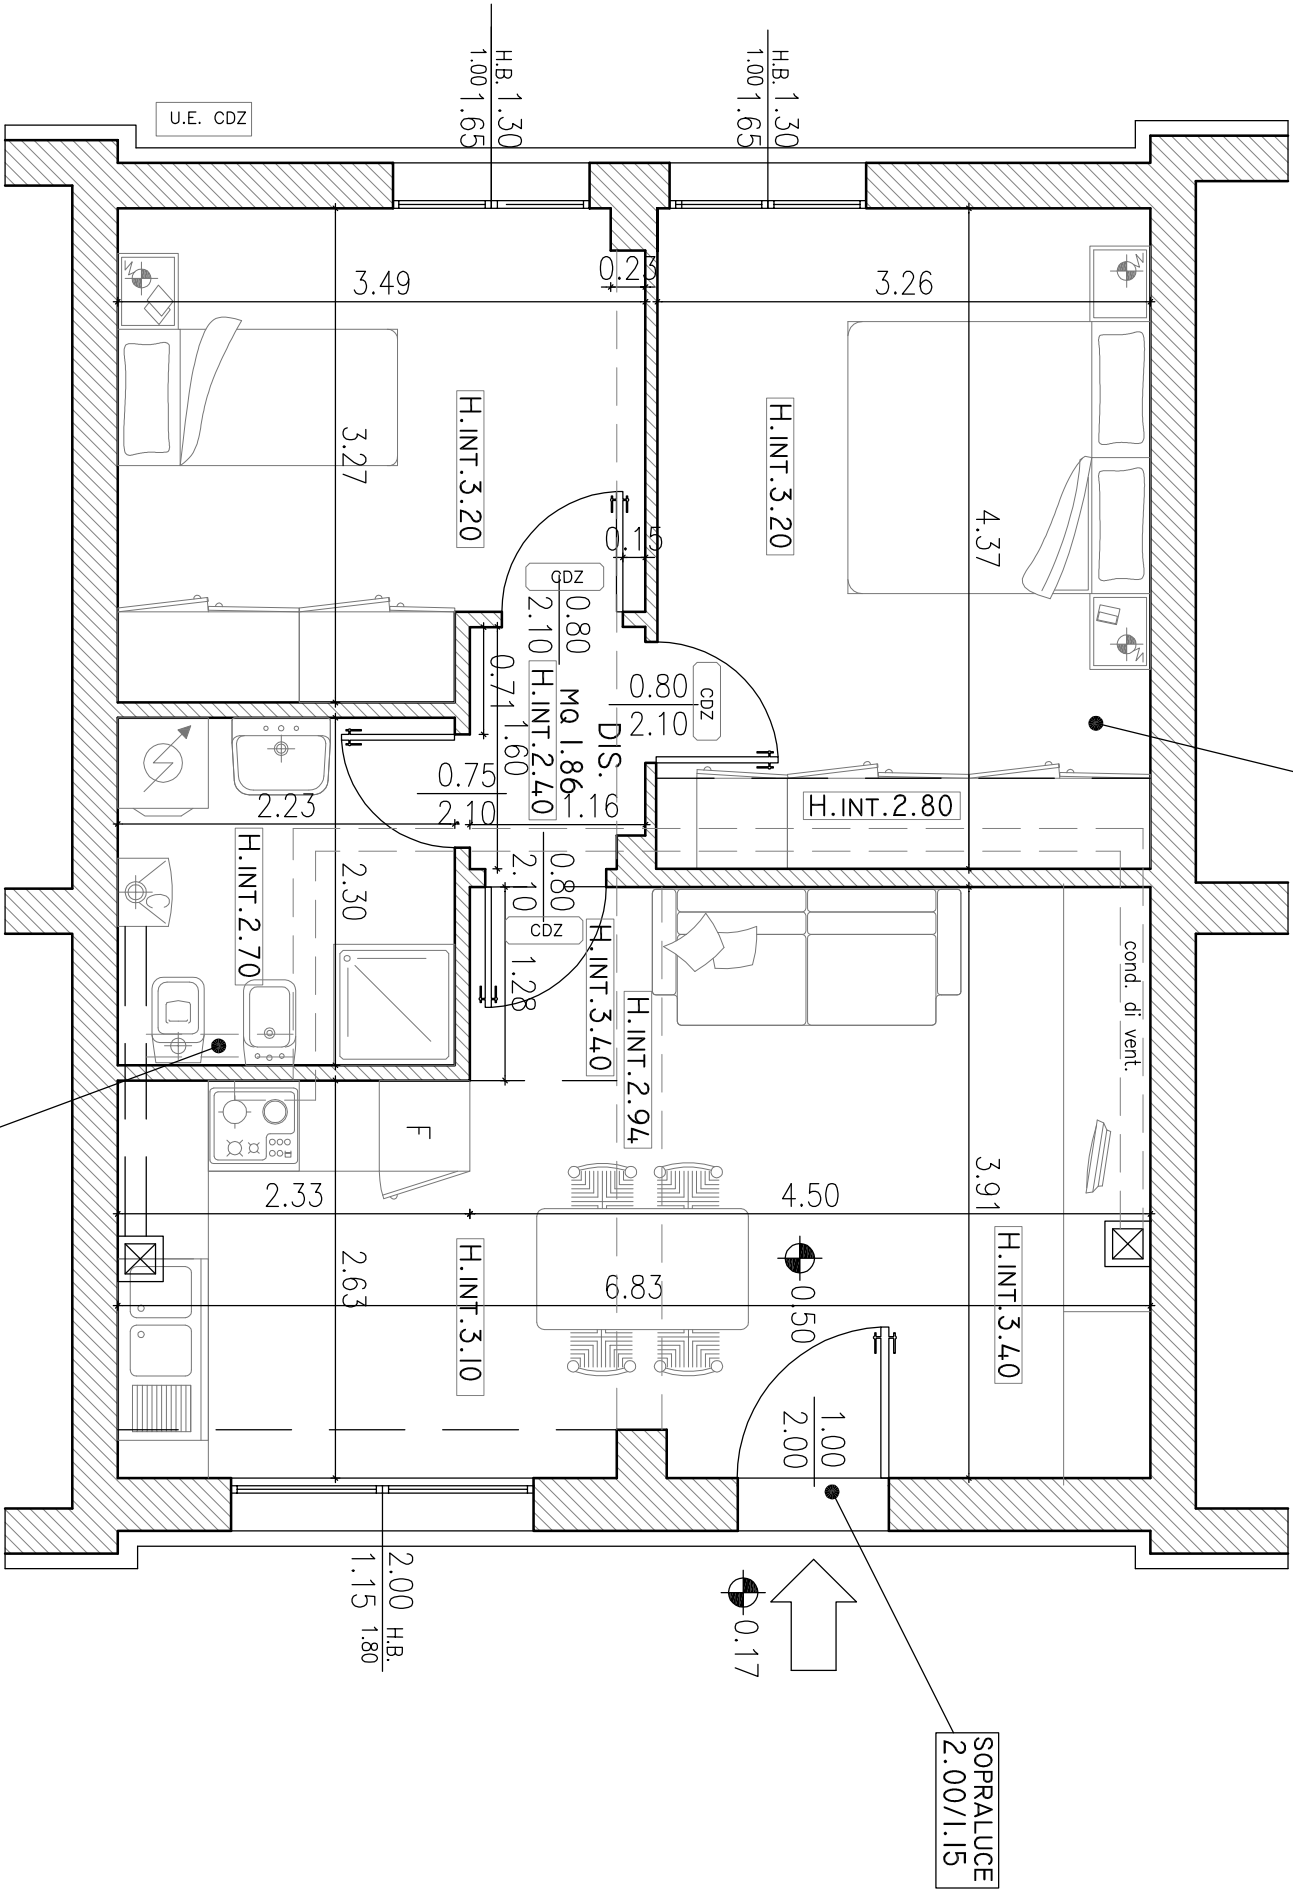 U.E. CDZ
H.B. 1.30
1.00 1.65
H.B. 1.30
1.00 1.65
3.49
0.23
3.26
H.INT.3.20
3.27
H.INT.3.20
4.37
0.15
CDZ
0.80
2.10
0.71
1.60
H.INT.2.40
MQ 1.86
DIS.
0.80
2.10
CDZ
0.75
2.10
1.16
2.23
H.INT.2.80
H.INT.2.70
2.30
C
0.80
2.10
CDZ
1.28
H.INT.3.40
H.INT.2.94
cond. di vent.
F
2.33
4.50
3.91
2.63
H.INT.3.10
6.83
0.50
H.INT.3.40
1.00
2.00
2.00 H.B.
1.15 1.80
0.17
SOPRALUCE
2.00/1.15